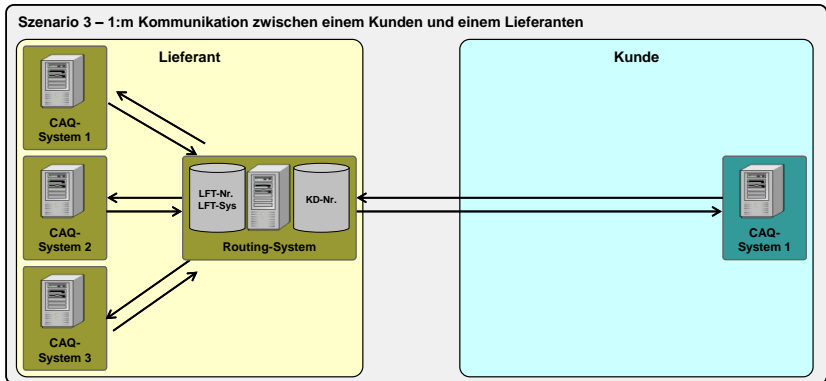 Szenario 3 – 1:m Kommunikation zwischen einem Kunden und einem Lieferanten
Lieferant
Kunde
CAQ-
System 1
CAQ-
System 2
CAQ-
System 3
LFT-Nr.
LFT-Sys
KD-Nr.
Routing-System
CAQ-
System 1